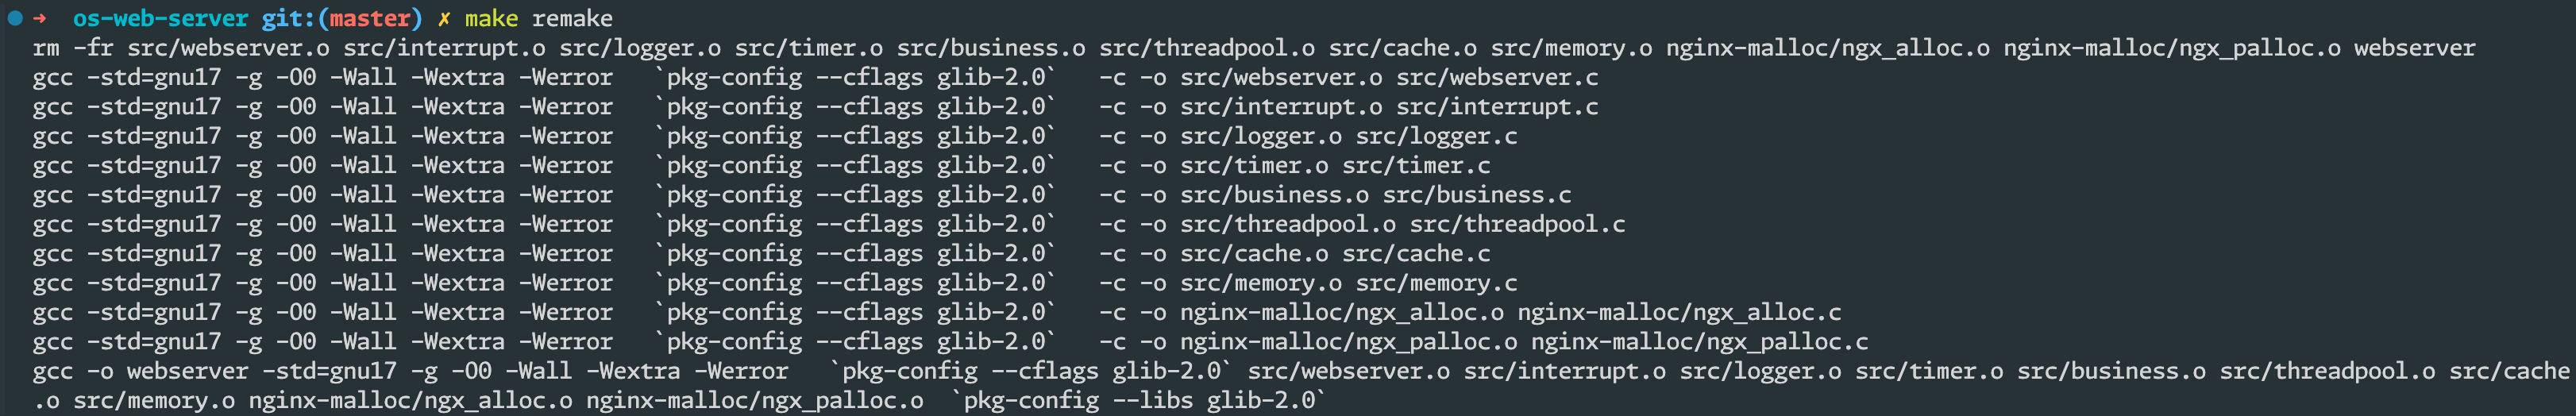 ➜  os-web-server git:(master) ✗ make remake
rm -fr src/webserver.o src/interrupt.o src/logger.o src/timer.o src/business.o src/threadpool.o src/cache.o src/memory.o nginx-malloc/ngx_alloc.o nginx-malloc/ngx_palloc.o webserver
gcc -std=gnu17 -g -O0 -Wall -Wextra -Werror   `pkg-config --cflags glib-2.0`   -c -o src/webserver.o src/webserver.c
gcc -std=gnu17 -g -O0 -Wall -Wextra -Werror   `pkg-config --cflags glib-2.0`   -c -o src/interrupt.o src/interrupt.c
gcc -std=gnu17 -g -O0 -Wall -Wextra -Werror   `pkg-config --cflags glib-2.0`   -c -o src/logger.o src/logger.c
gcc -std=gnu17 -g -O0 -Wall -Wextra -Werror   `pkg-config --cflags glib-2.0`   -c -o src/timer.o src/timer.c
gcc -std=gnu17 -g -O0 -Wall -Wextra -Werror   `pkg-config --cflags glib-2.0`   -c -o src/business.o src/business.c
gcc -std=gnu17 -g -O0 -Wall -Wextra -Werror   `pkg-config --cflags glib-2.0`   -c -o src/threadpool.o src/threadpool.c
gcc -std=gnu17 -g -O0 -Wall -Wextra -Werror   `pkg-config --cflags glib-2.0`   -c -o src/cache.o src/cache.c
gcc -std=gnu17 -g -O0 -Wall -Wextra -Werror   `pkg-config --cflags glib-2.0`   -c -o src/memory.o src/memory.c
gcc -std=gnu17 -g -O0 -Wall -Wextra -Werror   `pkg-config --cflags glib-2.0`   -c -o nginx-malloc/ngx_alloc.o nginx-malloc/ngx_alloc.c
gcc -std=gnu17 -g -O0 -Wall -Wextra -Werror   `pkg-config --cflags glib-2.0`   -c -o nginx-malloc/ngx_palloc.o nginx-malloc/ngx_palloc.c
gcc -o webserver -std=gnu17 -g -O0 -Wall -Wextra -Werror   `pkg-config --cflags glib-2.0` src/webserver.o src/interrupt.o src/logger.o src/timer.o src/business.o src/threadpool.o src/cache
.o src/memory.o nginx-malloc/ngx_alloc.o nginx-malloc/ngx_palloc.o  `pkg-config --libs glib-2.0`